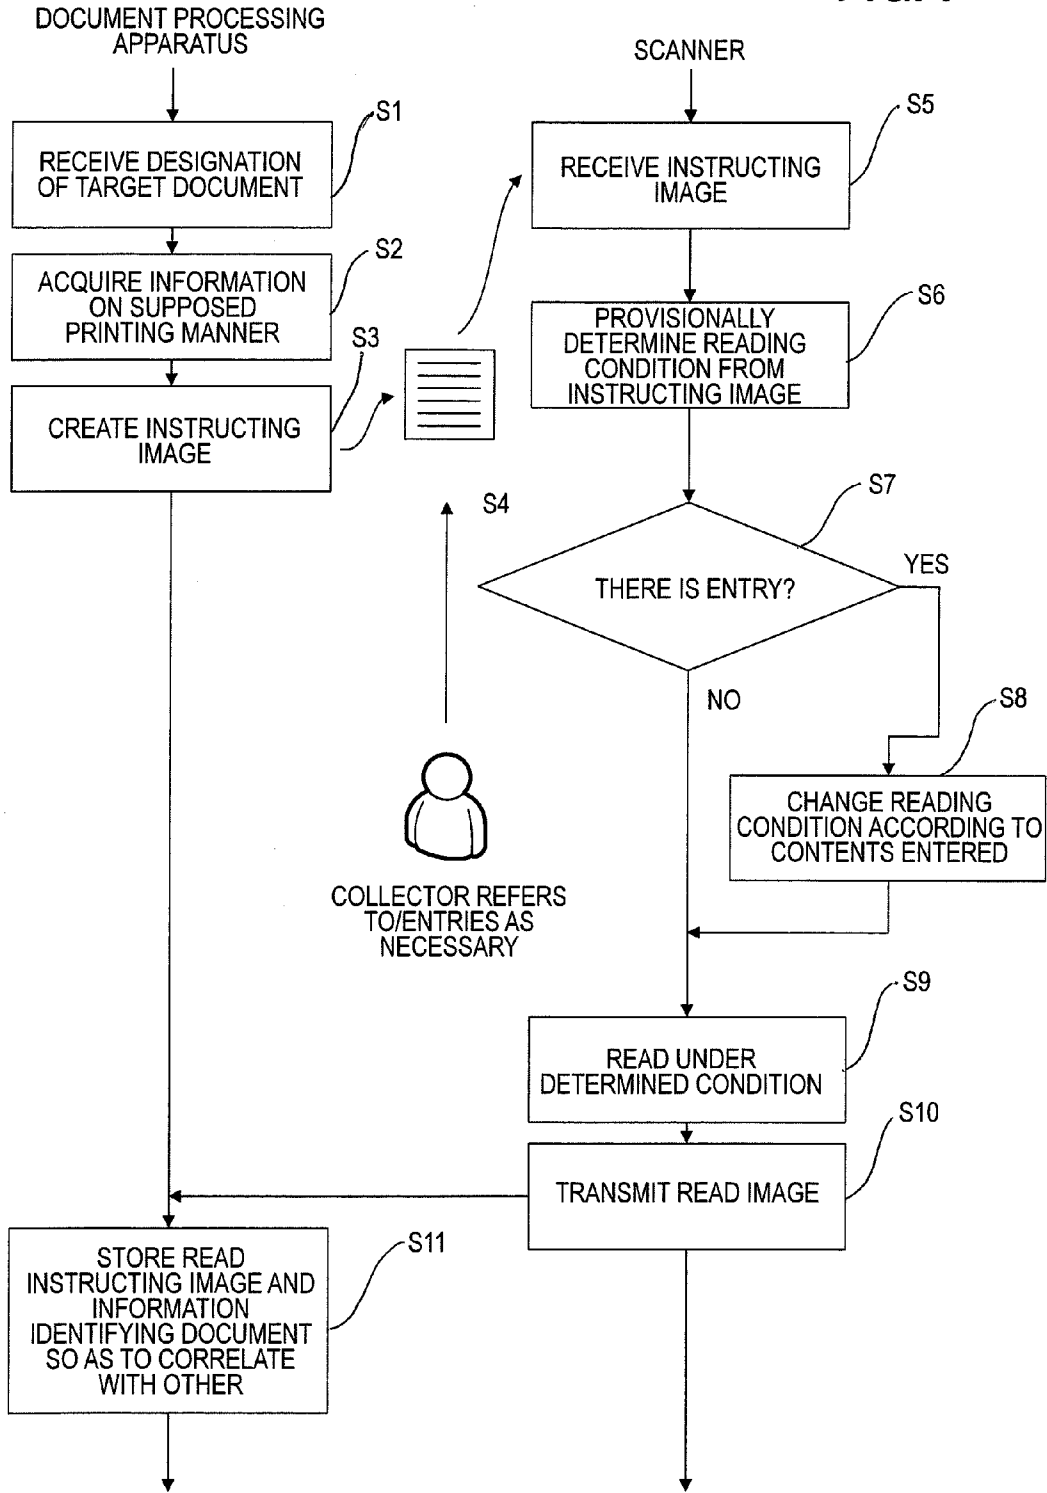 DOCUMENT PROCESSING
APPARATUS
S1
RECEIVE DESIGNATION
OF TARGET DOCUMENT
S2
ACQUIRE INFORMATION
ON SUPPOSED
PRINTING MANNER
S3
CREATE INSTRUCTING
IMAGE
S4
COLLECTOR REFERS
TO/ENTRIES AS
NECESSARY
SCANNER
S5
RECEIVE INSTRUCTING
IMAGE
S6
PROVISIONALLY
DETERMINE READING
CONDITION FROM
INSTRUCTING IMAGE
S7
THERE IS ENTRY?
YES
NO
S8
CHANGE READING
CONDITION ACCORDING TO
CONTENTS ENTERED
S9
READ UNDER
DETERMINED CONDITION
S10
TRANSMIT READ IMAGE
S11
STORE READ
INSTRUCTING IMAGE AND
INFORMATION
IDENTIFYING DOCUMENT
SO AS TO CORRELATE
WITH OTHER